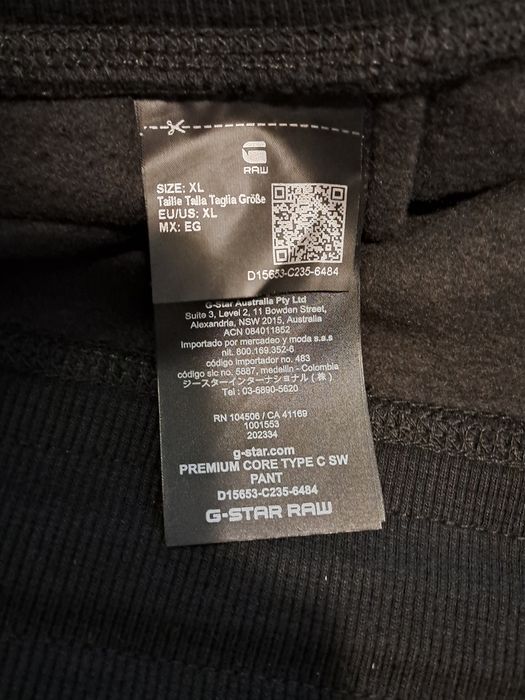 RAW
SIZE: XL
Taille Talla Taglia Größe
EU/US: XL
MX: EG
D15653-C235-6484
G-Star Australia Pty Ltd
Suite 3, Level 2, 11 Bowden Street,
Alexandria, NSW 2015, Australia
ACN 084011852
Importado por mercadeo y moda s.a.s
nit. 800.169.352-6
código importador no. 483
código sic no. 5887, medellin - Colombia
ジースターインターナショナル(株)
Tel : 03-6890-5620
RN 104506 / CA 41169
1001553
202334
g-star.com
PREMIUM CORE TYPE C SW
PANT
D15653-C235-6484
G-STAR RAW